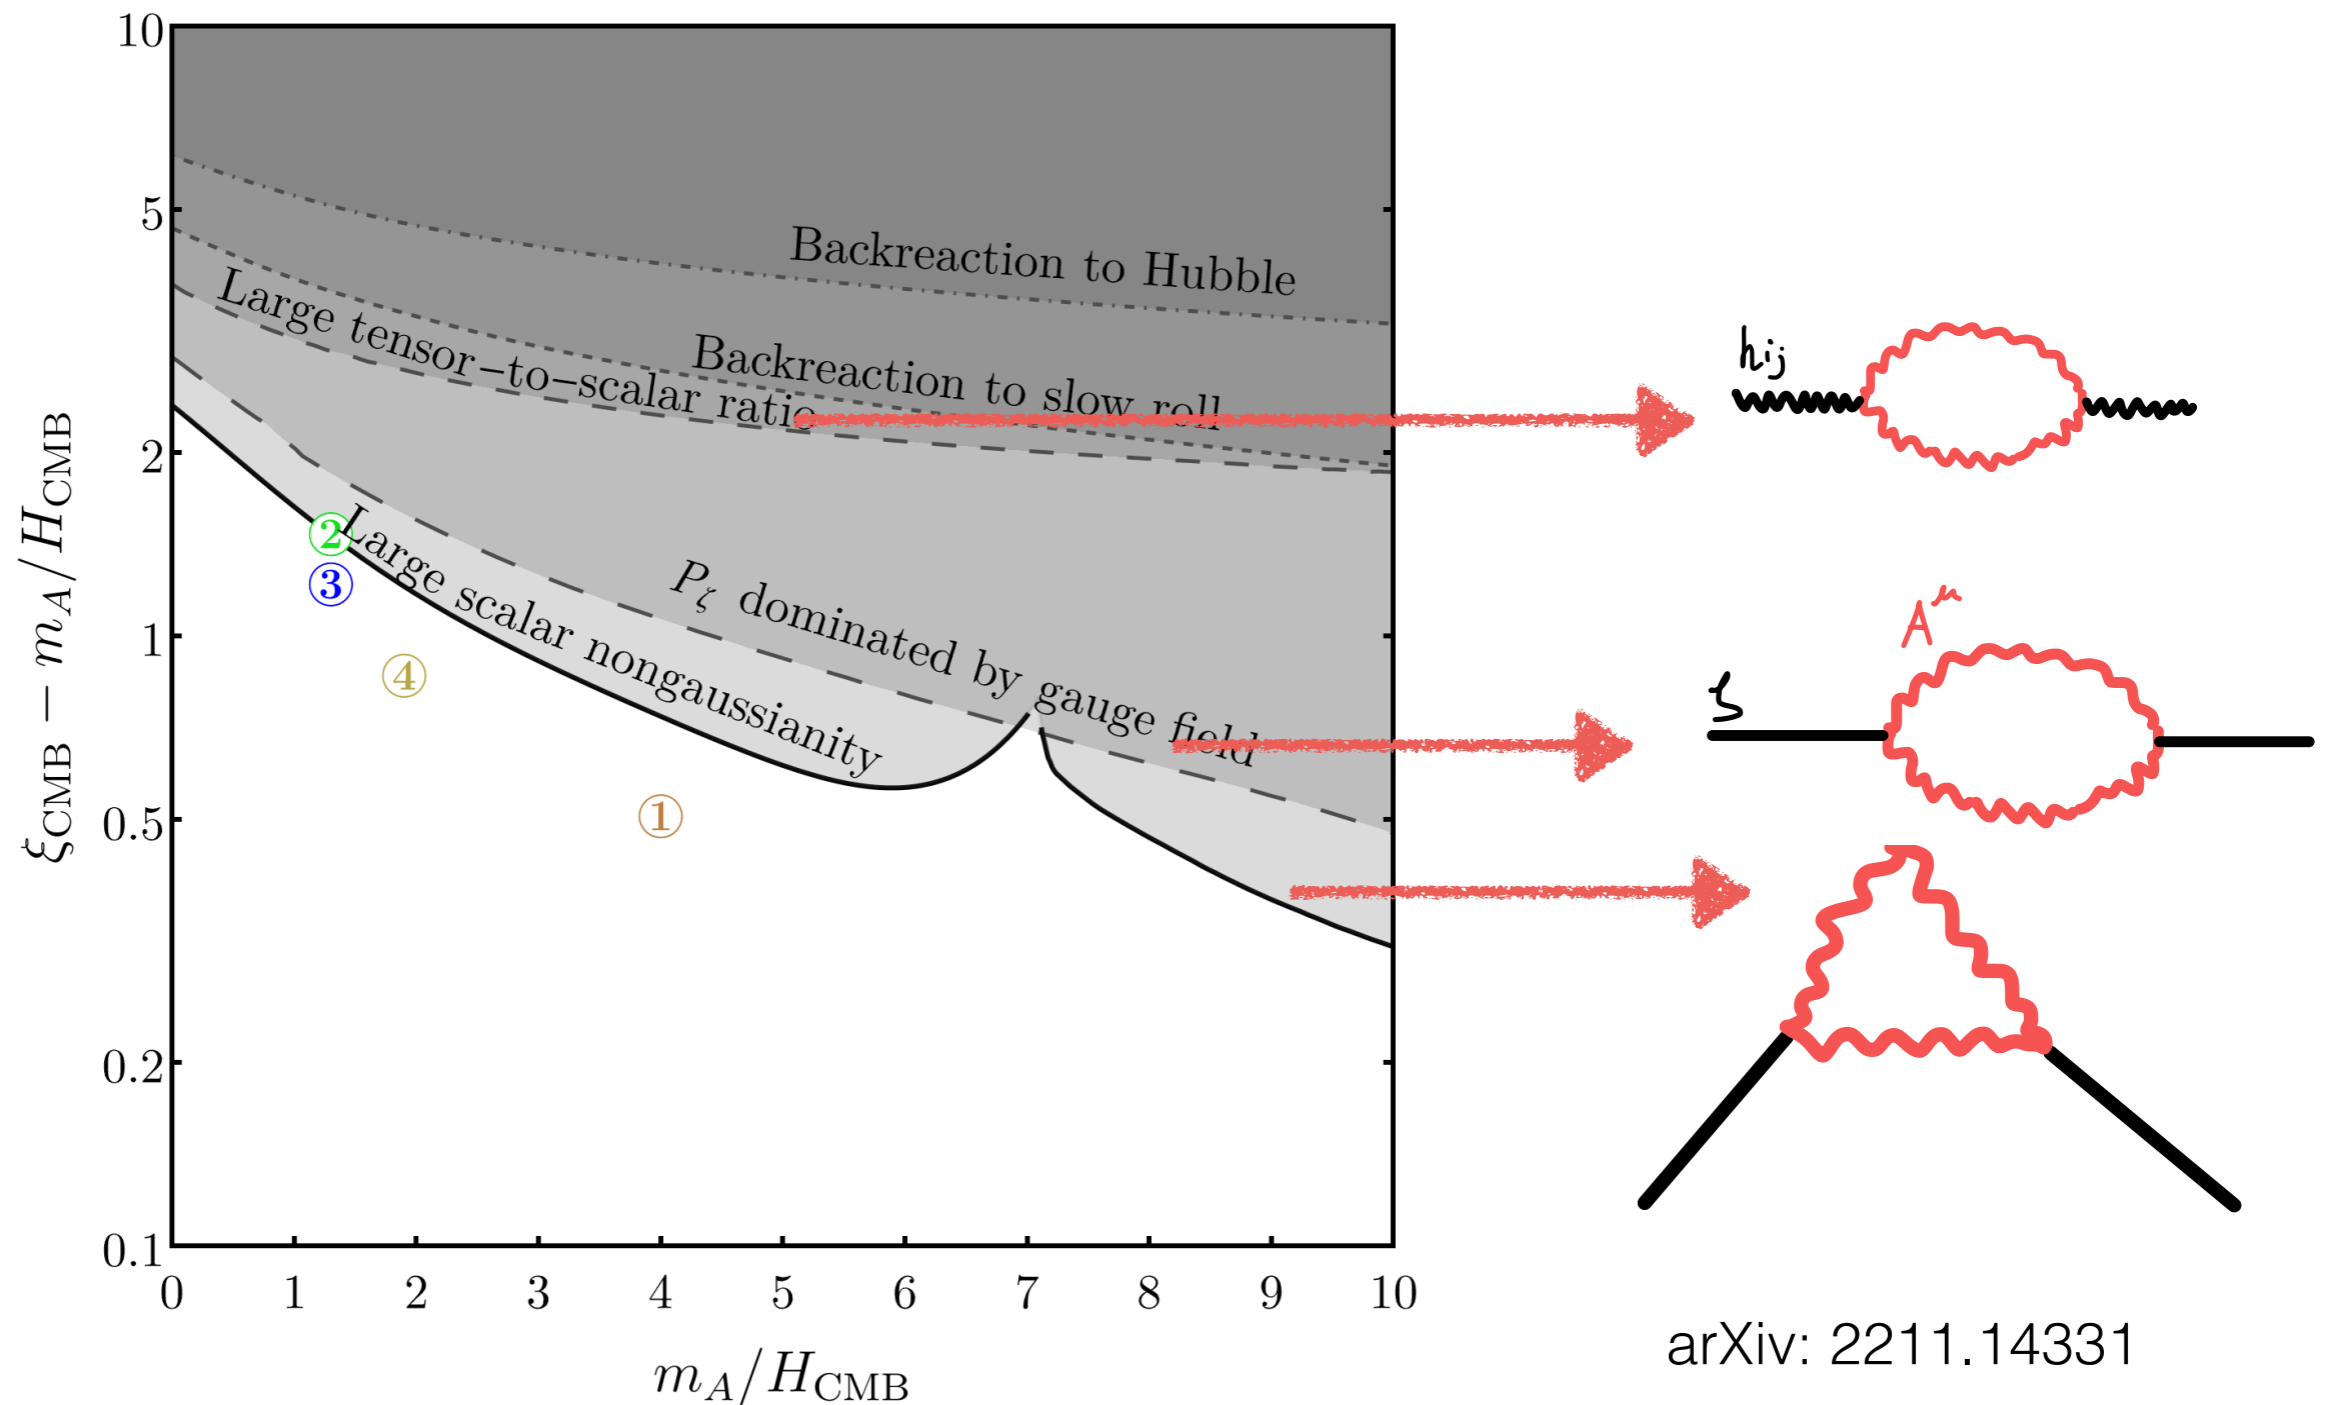 10
5
2
1
0.5
0.2
0.1
ξCMB − mA/HCMB
Backreaction to Hubble
Large tensor−to−scalar ratio
Backreaction to slow roll
Pζ dominated by gauge field
Large scalar nongaussianity
②
③
④
①
0 1 2 3 4 5 6 7 8 9 10
mA/HCMB
hij
Aμ
ζ
arXiv: 2211.14331